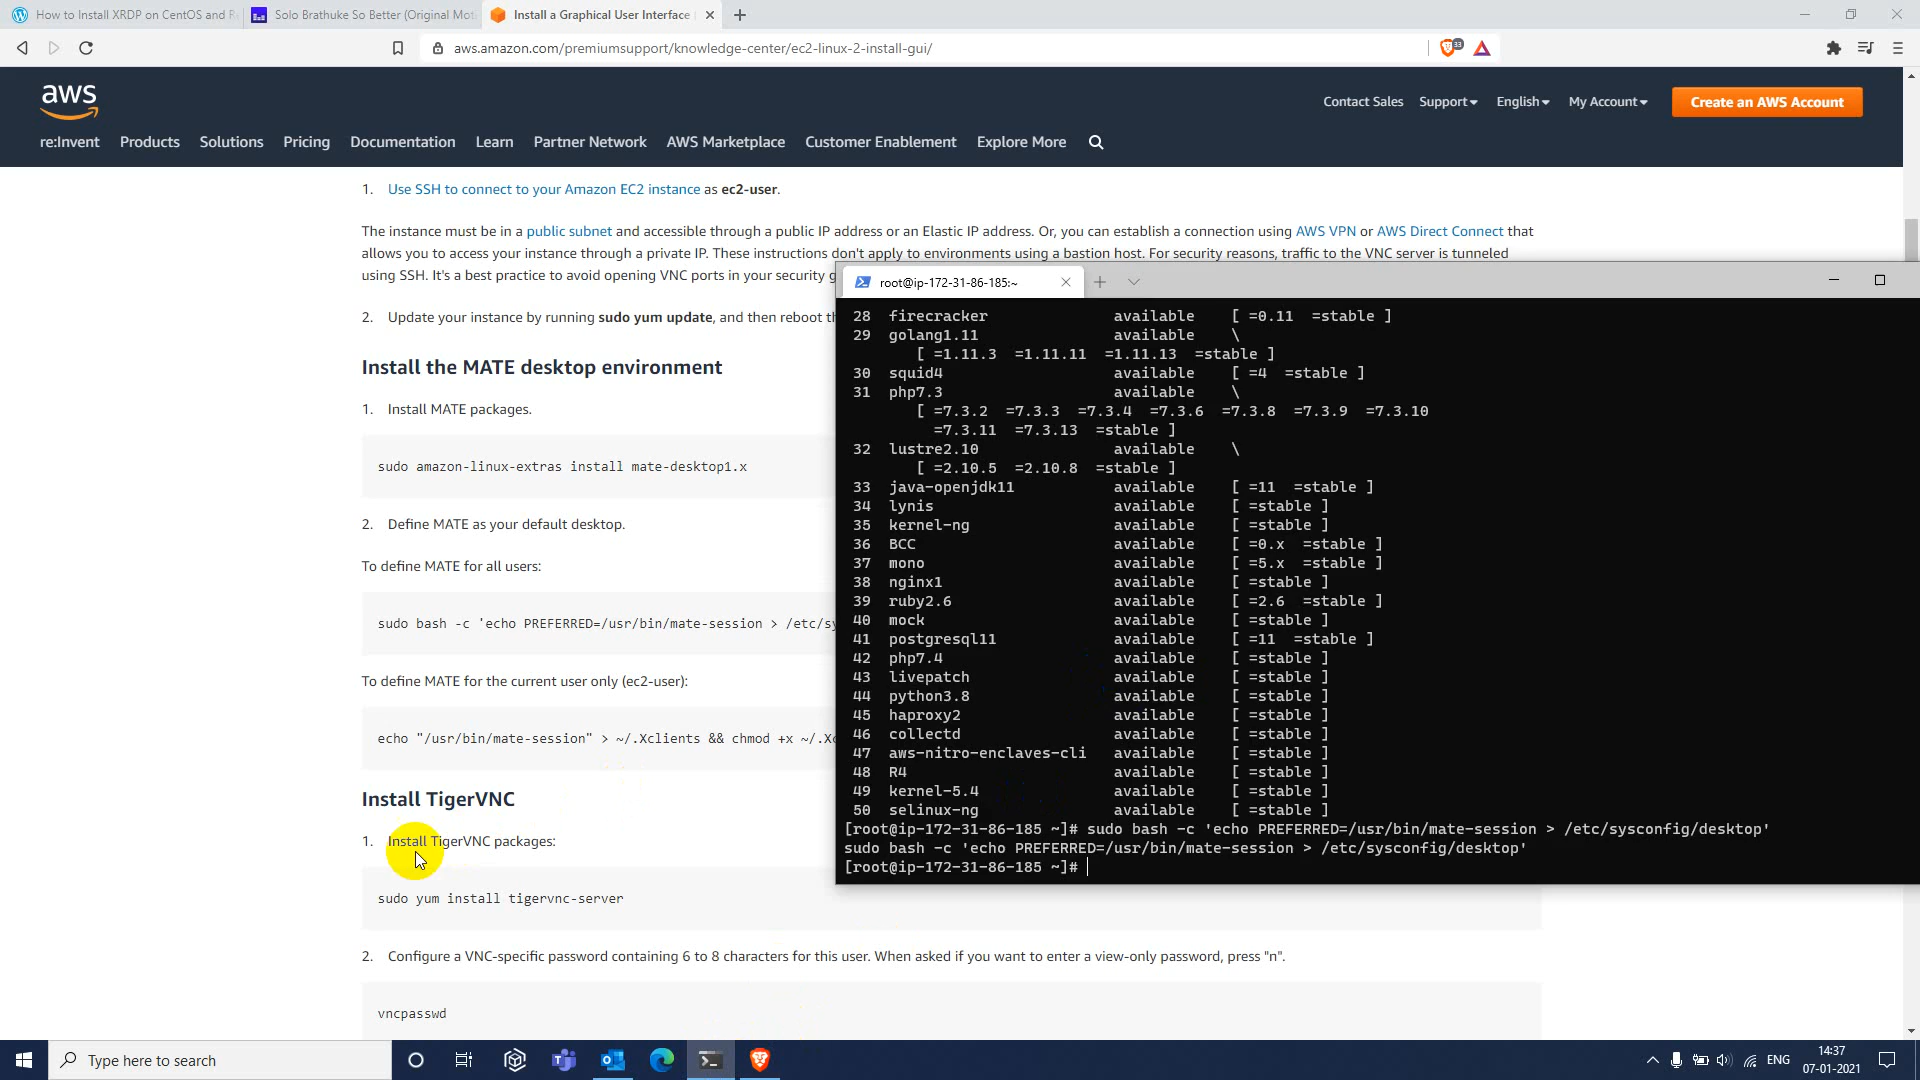 How to Install XRDP on CentOS and R
Solo Brathuke So Better (Original Mot
Install a Graphical User Interface
aws.amazon.com/premiumsupport/knowledge-center/ec2-linux-2-install-gui/
33
aws
Contact Sales Support English My Account Create an AWS Account
re:Invent Products Solutions Pricing Documentation Learn Partner Network AWS Marketplace Customer Enablement Explore More
1. Use SSH to connect to your Amazon EC2 instance as ec2-user.
The instance must be in a public subnet and accessible through a public IP address or an Elastic IP address. Or, you can establish a connection using AWS VPN or AWS Direct Connect that
allows you to access your instance through a private IP. These instructions don't apply to environments using a bastion host. For security reasons, traffic to the VNC server is tunneled
using SSH. It's a best practice to avoid opening VNC ports in your security g
2. Update your instance by running sudo yum update, and then reboot th
Install the MATE desktop environment
1. Install MATE packages.
sudo amazon-linux-extras install mate-desktop1.x
2. Define MATE as your default desktop.
To define MATE for all users:
sudo bash -c 'echo PREFERRED=/usr/bin/mate-session > /etc/sy
To define MATE for the current user only (ec2-user):
echo "/usr/bin/mate-session" > ~/.Xclients && chmod +x ~/.Xc
Install TigerVNC
1. Install TigerVNC packages:
sudo yum install tigervnc-server
2. Configure a VNC-specific password containing 6 to 8 characters for this user. When asked if you want to enter a view-only password, press "n".
vncpasswd
root@ip-172-31-86-185:~
28 firecracker available [ =0.11 =stable ]
29 golang1.11 available \
[ =1.11.3 =1.11.11 =1.11.13 =stable ]
30 squid4 available [ =4 =stable ]
31 php7.3 available \
[ =7.3.2 =7.3.3 =7.3.4 =7.3.6 =7.3.8 =7.3.9 =7.3.10
=7.3.11 =7.3.13 =stable ]
32 lustre2.10 available \
[ =2.10.5 =2.10.8 =stable ]
33 java-openjdk11 available [ =11 =stable ]
34 lynis available [ =stable ]
35 kernel-ng available [ =stable ]
36 BCC available [ =0.x =stable ]
37 mono available [ =5.x =stable ]
38 nginx1 available [ =stable ]
39 ruby2.6 available [ =2.6 =stable ]
40 mock available [ =stable ]
41 postgresql11 available [ =11 =stable ]
42 php7.4 available [ =stable ]
43 livepatch available [ =stable ]
44 python3.8 available [ =stable ]
45 haproxy2 available [ =stable ]
46 collectd available [ =stable ]
47 aws-nitro-enclaves-cli available [ =stable ]
48 R4 available [ =stable ]
49 kernel-5.4 available [ =stable ]
50 selinux-ng available [ =stable ]
[root@ip-172-31-86-185 ~]# sudo bash -c 'echo PREFERRED=/usr/bin/mate-session > /etc/sysconfig/desktop'
sudo bash -c 'echo PREFERRED=/usr/bin/mate-session > /etc/sysconfig/desktop'
[root@ip-172-31-86-185 ~]#
Type here to search
ENG
14:37
07-01-2021